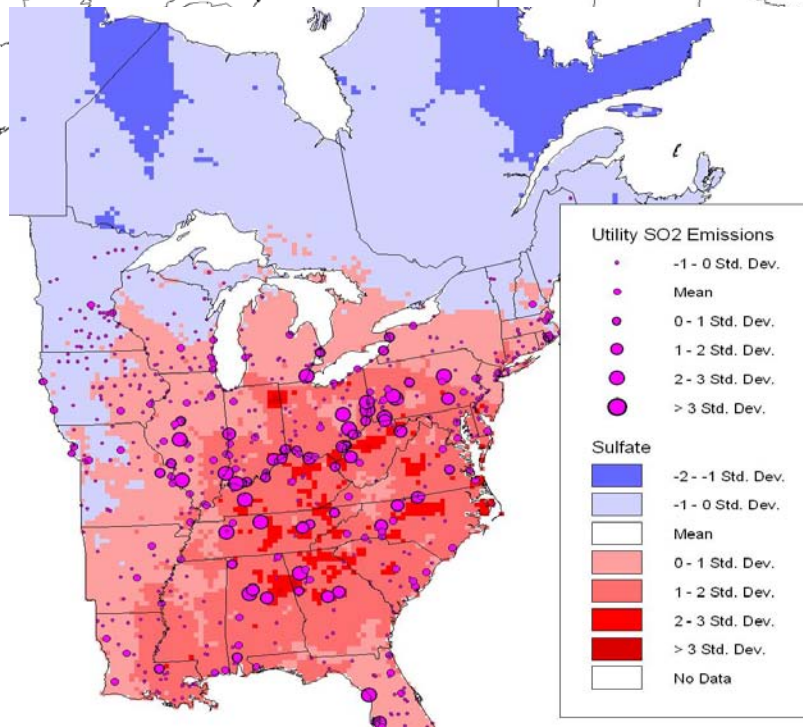 Utility SO2 Emissions
-1 - 0 Std. Dev.
Mean
0 - 1 Std. Dev.
1 - 2 Std. Dev.
2 - 3 Std. Dev.
> 3 Std. Dev.
Sulfate
-2 - -1 Std. Dev.
-1 - 0 Std. Dev.
Mean
0 - 1 Std. Dev.
1 - 2 Std. Dev.
2 - 3 Std. Dev.
> 3 Std. Dev.
No Data